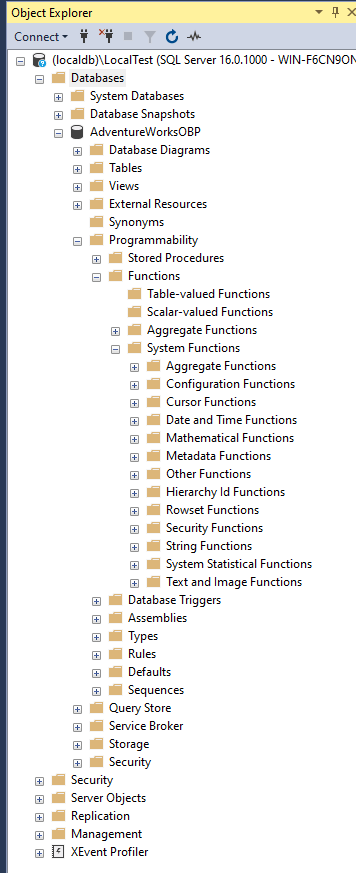 Object Explorer
Connect
(localdb)\LocalTest (SQL Server 16.0.1000 - WIN-F6CN9ON
Databases
System Databases
Database Snapshots
AdventureWorksOBP
Database Diagrams
Tables
Views
External Resources
Synonyms
Programmability
Stored Procedures
Functions
Table-valued Functions
Scalar-valued Functions
Aggregate Functions
System Functions
Aggregate Functions
Configuration Functions
Cursor Functions
Date and Time Functions
Mathematical Functions
Metadata Functions
Other Functions
Hierarchy Id Functions
Rowset Functions
Security Functions
String Functions
System Statistical Functions
Text and Image Functions
Database Triggers
Assemblies
Types
Rules
Defaults
Sequences
Query Store
Service Broker
Storage
Security
Security
Server Objects
Replication
Management
XEvent Profiler